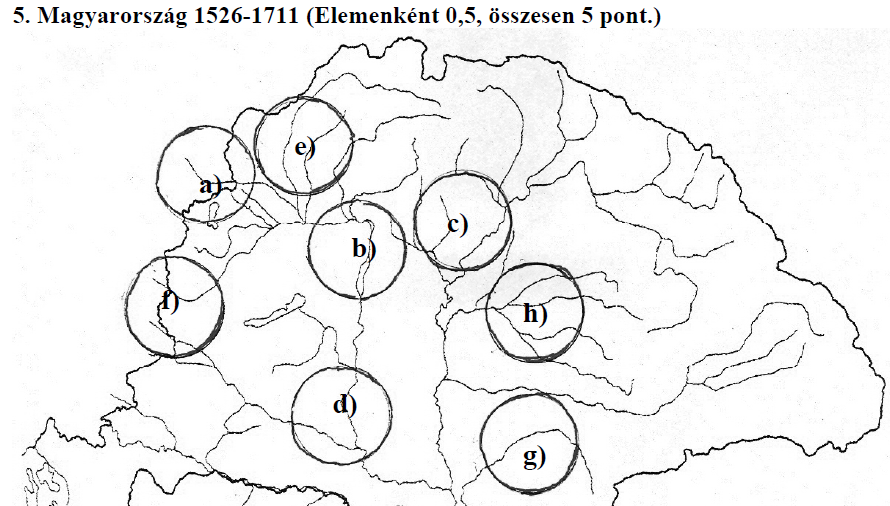 5. Magyarország 1526-1711 (Elemenként 0,5, összesen 5 pont.)
e)
a)
c)
b)
f)
h)
d)
g)